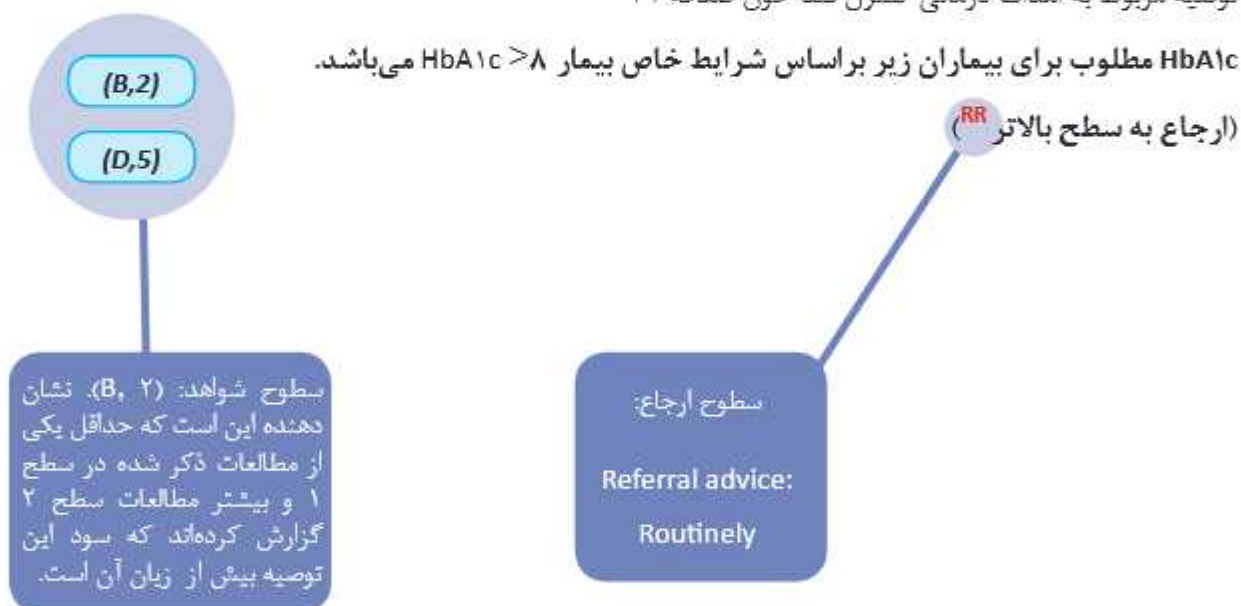 HbA۱c مطلوب برای بیماران زیر براساس شرایط خاص بیمار HbA۱c >۸ می‌باشد.
(ارجاع به سطح بالاتر RR)
(B,2)
(D,5)
سطوح شواهد: (B, ۲). نشان
دهنده این است که حداقل یکی
از مطالعات ذکر شده در سطح
۱ و بیشتر مطالعات سطح ۲
گزارش کرده‌اند که سود این
توصیه بیش از زیان آن است.
سطوح ارجاع:
Referral advice:
Routinely